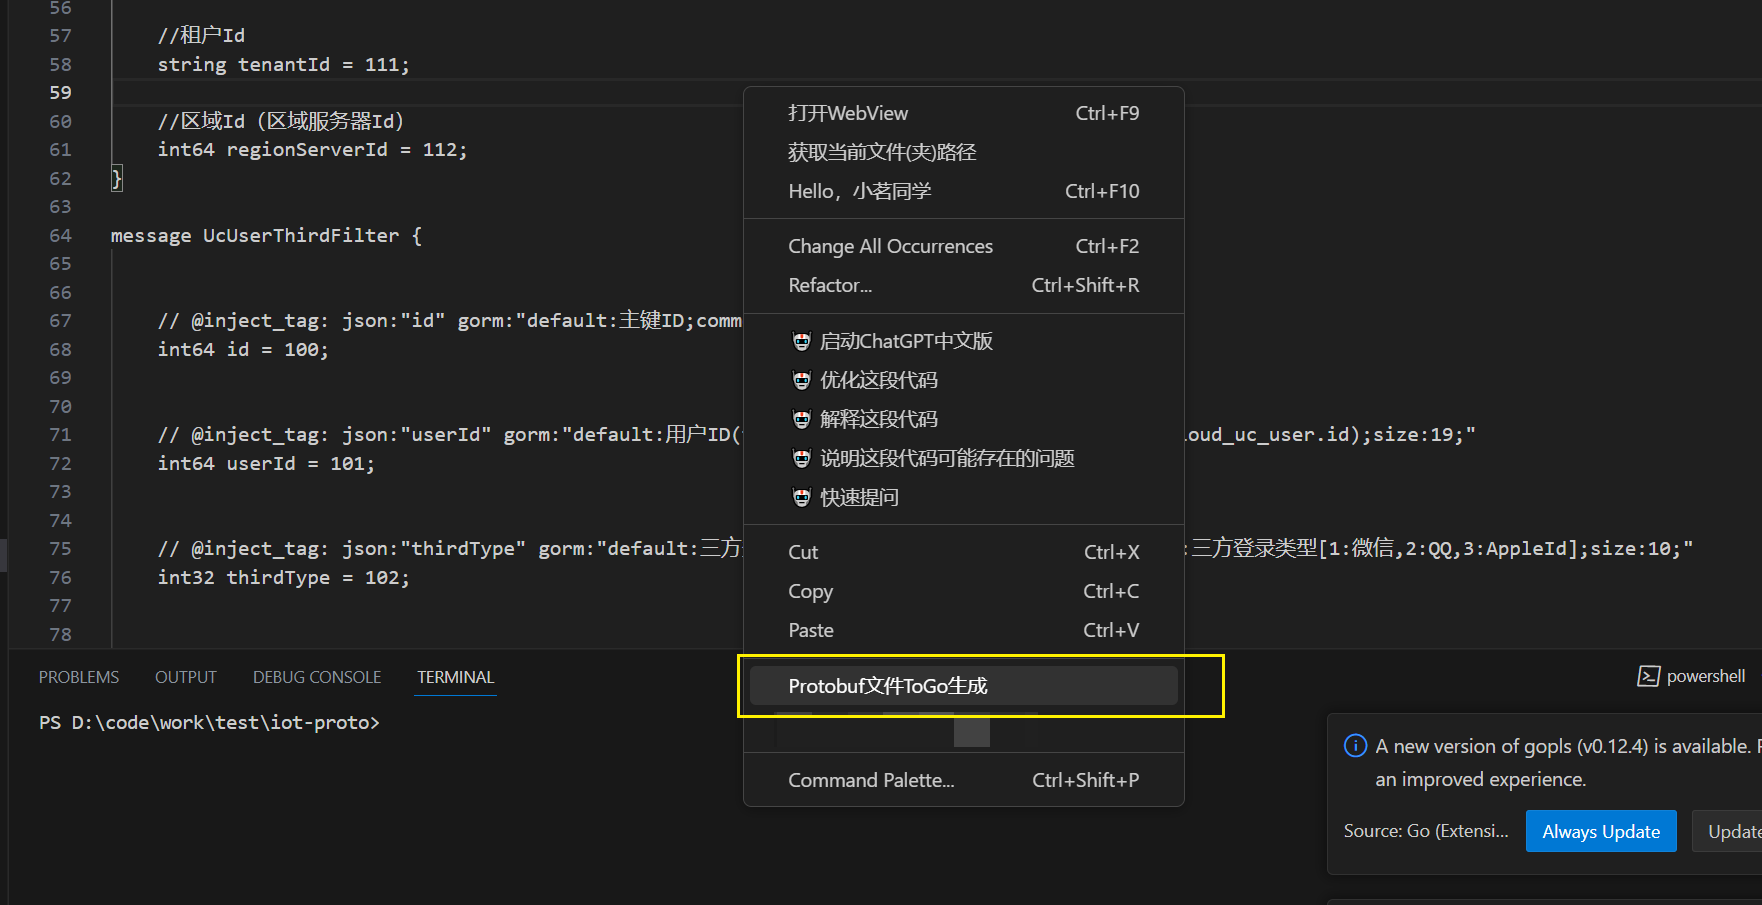 56
57 //租户Id
58 string tenantId = 111;
59
60 //区域Id（区域服务器Id）
61 int64 regionServerId = 112;
62 }
63
64 message UcUserThirdFilter {
65
66
67 // @inject_tag: json:"id" gorm:"default:主键ID;comm
68 int64 id = 100;
69
70
71 // @inject_tag: json:"userId" gorm:"default:用户ID( loud_uc_user.id);size:19;"
72 int64 userId = 101;
73
74
75 // @inject_tag: json:"thirdType" gorm:"default:三方 :三方登录类型[1:微信,2:QQ,3:AppleId];size:10;"
76 int32 thirdType = 102;
77
78
打开WebView Ctrl+F9
获取当前文件(夹)路径
Hello，小茗同学 Ctrl+F10
Change All Occurrences Ctrl+F2
Refactor... Ctrl+Shift+R
启动ChatGPT中文版
优化这段代码
解释这段代码
说明这段代码可能存在的问题
快速提问
Cut Ctrl+X
Copy Ctrl+C
Paste Ctrl+V
Protobuf文件ToGo生成
Command Palette... Ctrl+Shift+P
PROBLEMS OUTPUT DEBUG CONSOLE TERMINAL
powershell
PS D:\code\work\test\iot-proto>
A new version of gopls (v0.12.4) is available.
an improved experience.
Source: Go (Extensi...
Always Update
Update